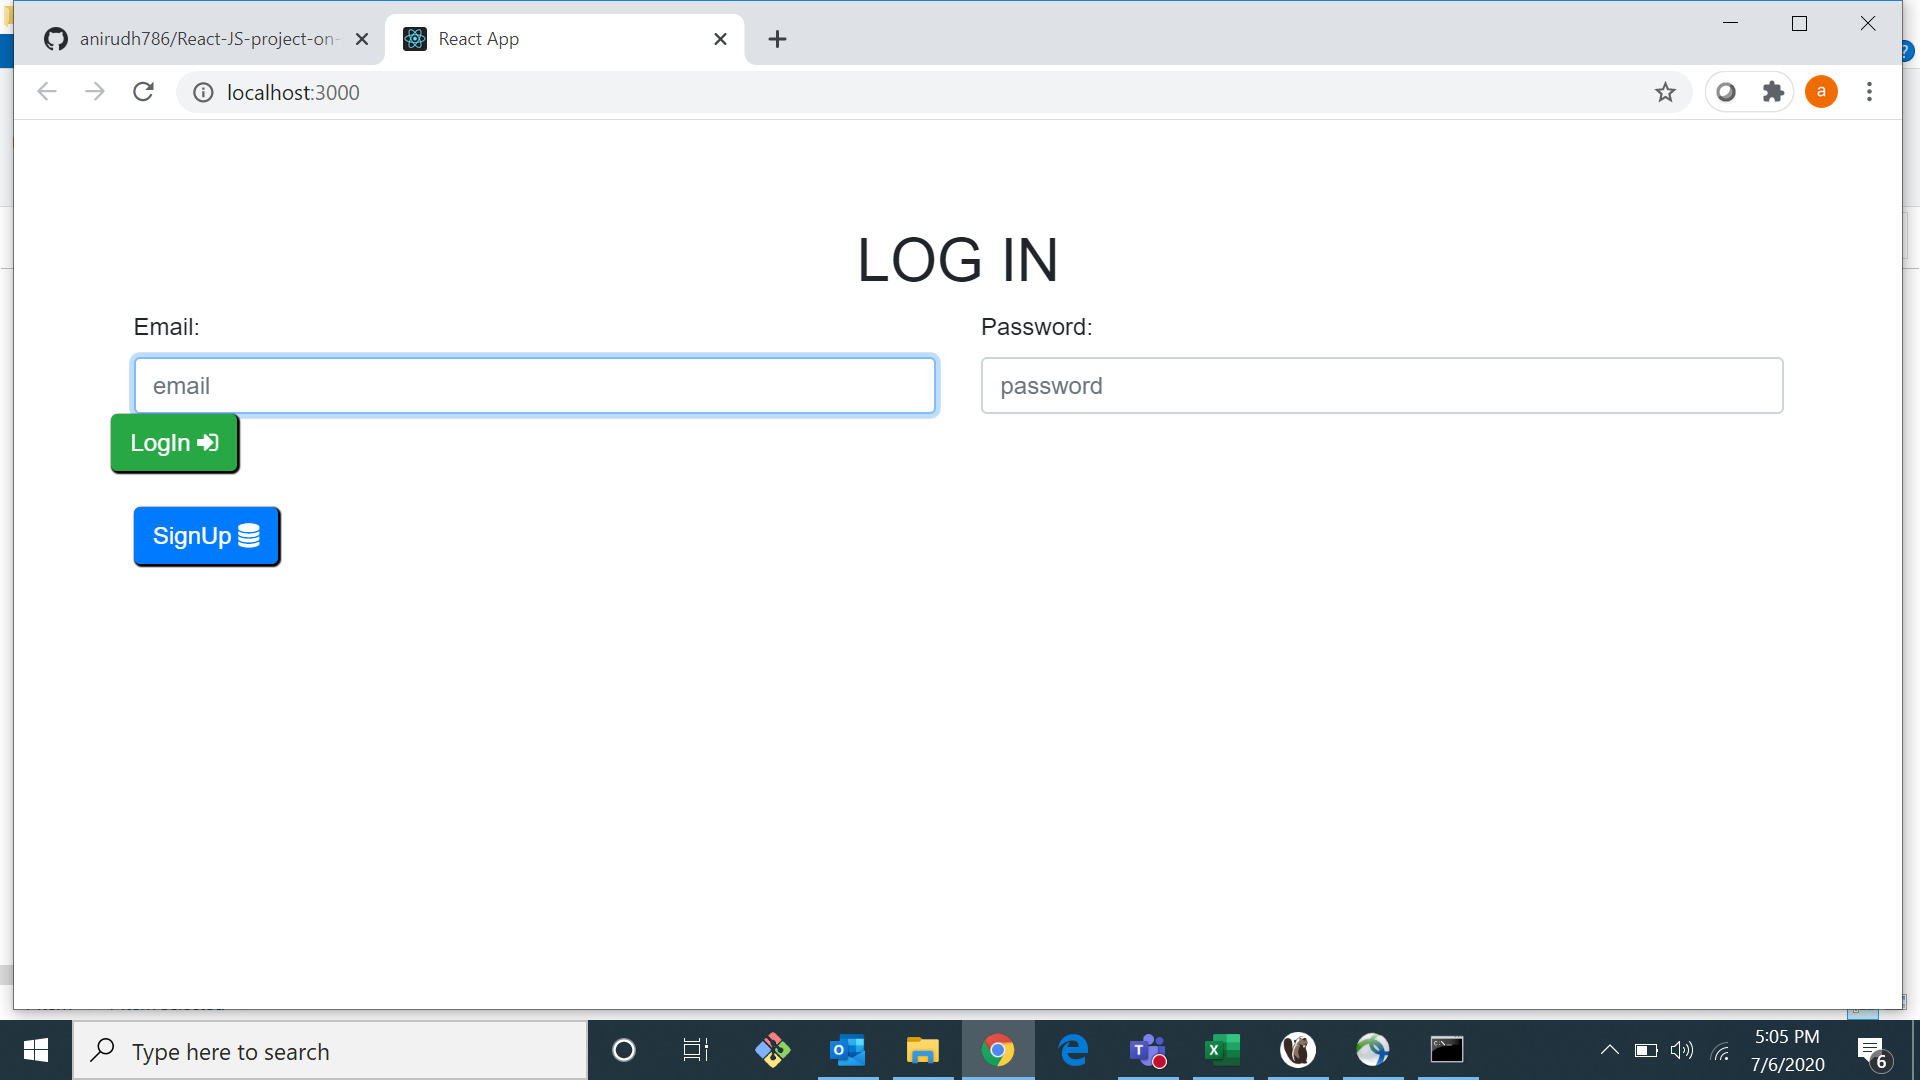 anirudh786/React-JS-project-on-
React App
localhost:3000
a
LOG IN
Email:
Password:
email
password
LogIn
SignUp
Type here to search
5:05 PM
7/6/2020
6